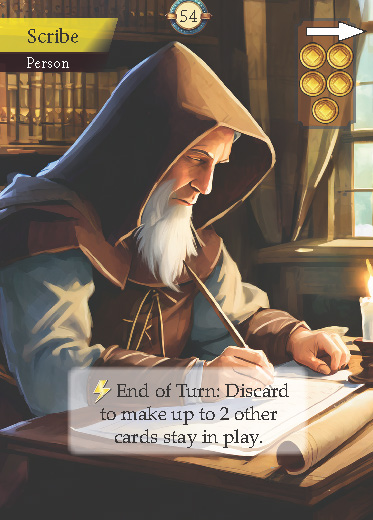 54
Scribe
Person
End of Turn: Discard
to make up to 2 other
cards stay in play.